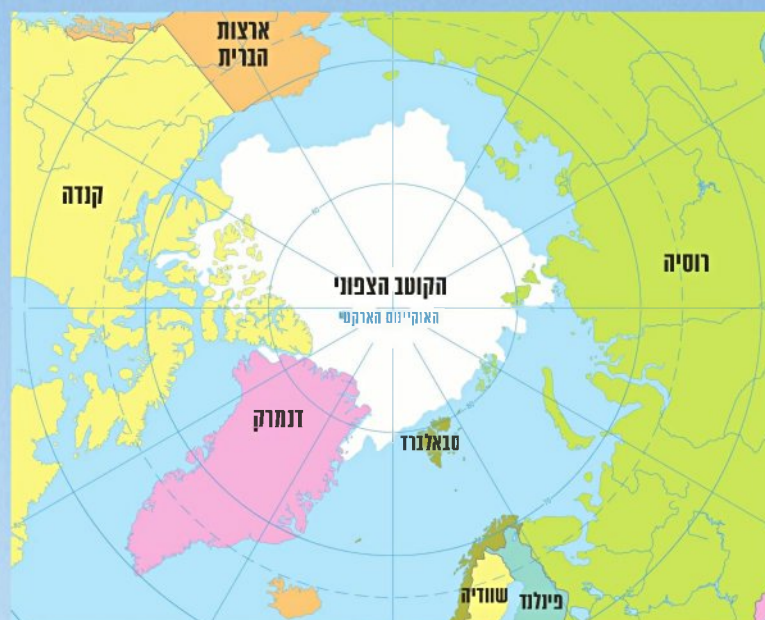 ארצות
הברית
קנדה
רוסיה
הקוטב הצפוני
האוקיינוס הארקטי
דנמרק
סבאלברד
שוודיה
פינלנד